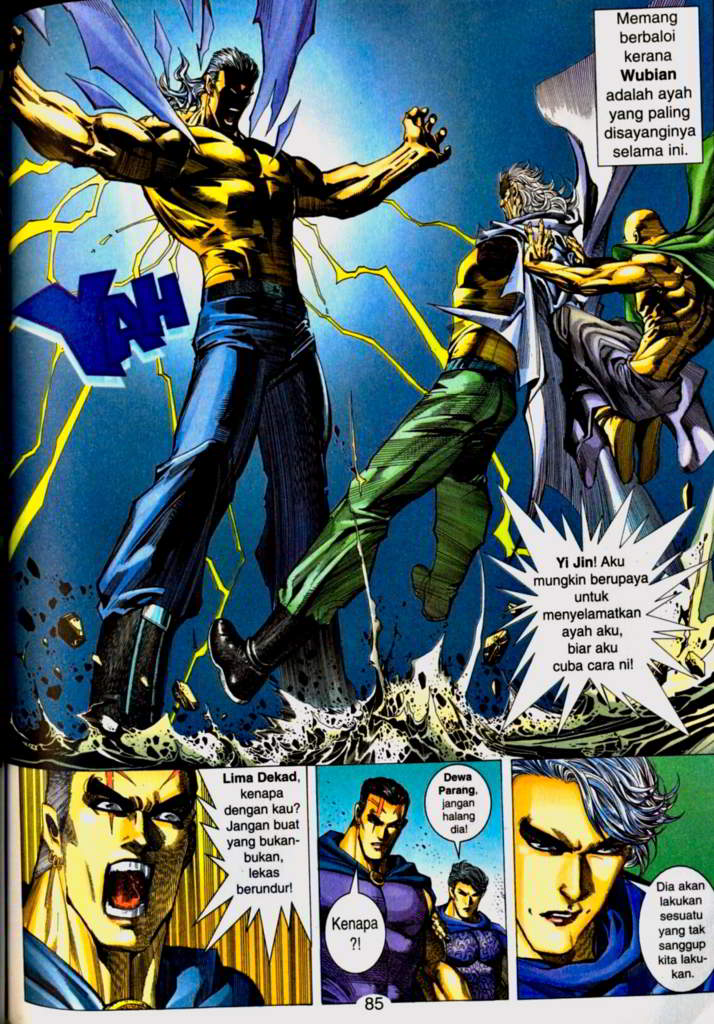 Memang
berbaloi
kerana
Wubian
adalah ayah
yang paling
disayanginya
selama ini.
YAH
Yi Jin! Aku
mungkin berupaya
untuk
menyelamatkan
ayah aku,
biar aku
cuba cara ni!
Lima Dekad,
kenapa
dengan kau?
Jangan buat
yang bukan-
bukan,
lekas
berundur!
Kenapa
?!
Dewa
Parang,
jangan
halang
dia!
Dia akan
lakukan
sesuatu
yang tak
sanggup
kita laku-
kan.
85